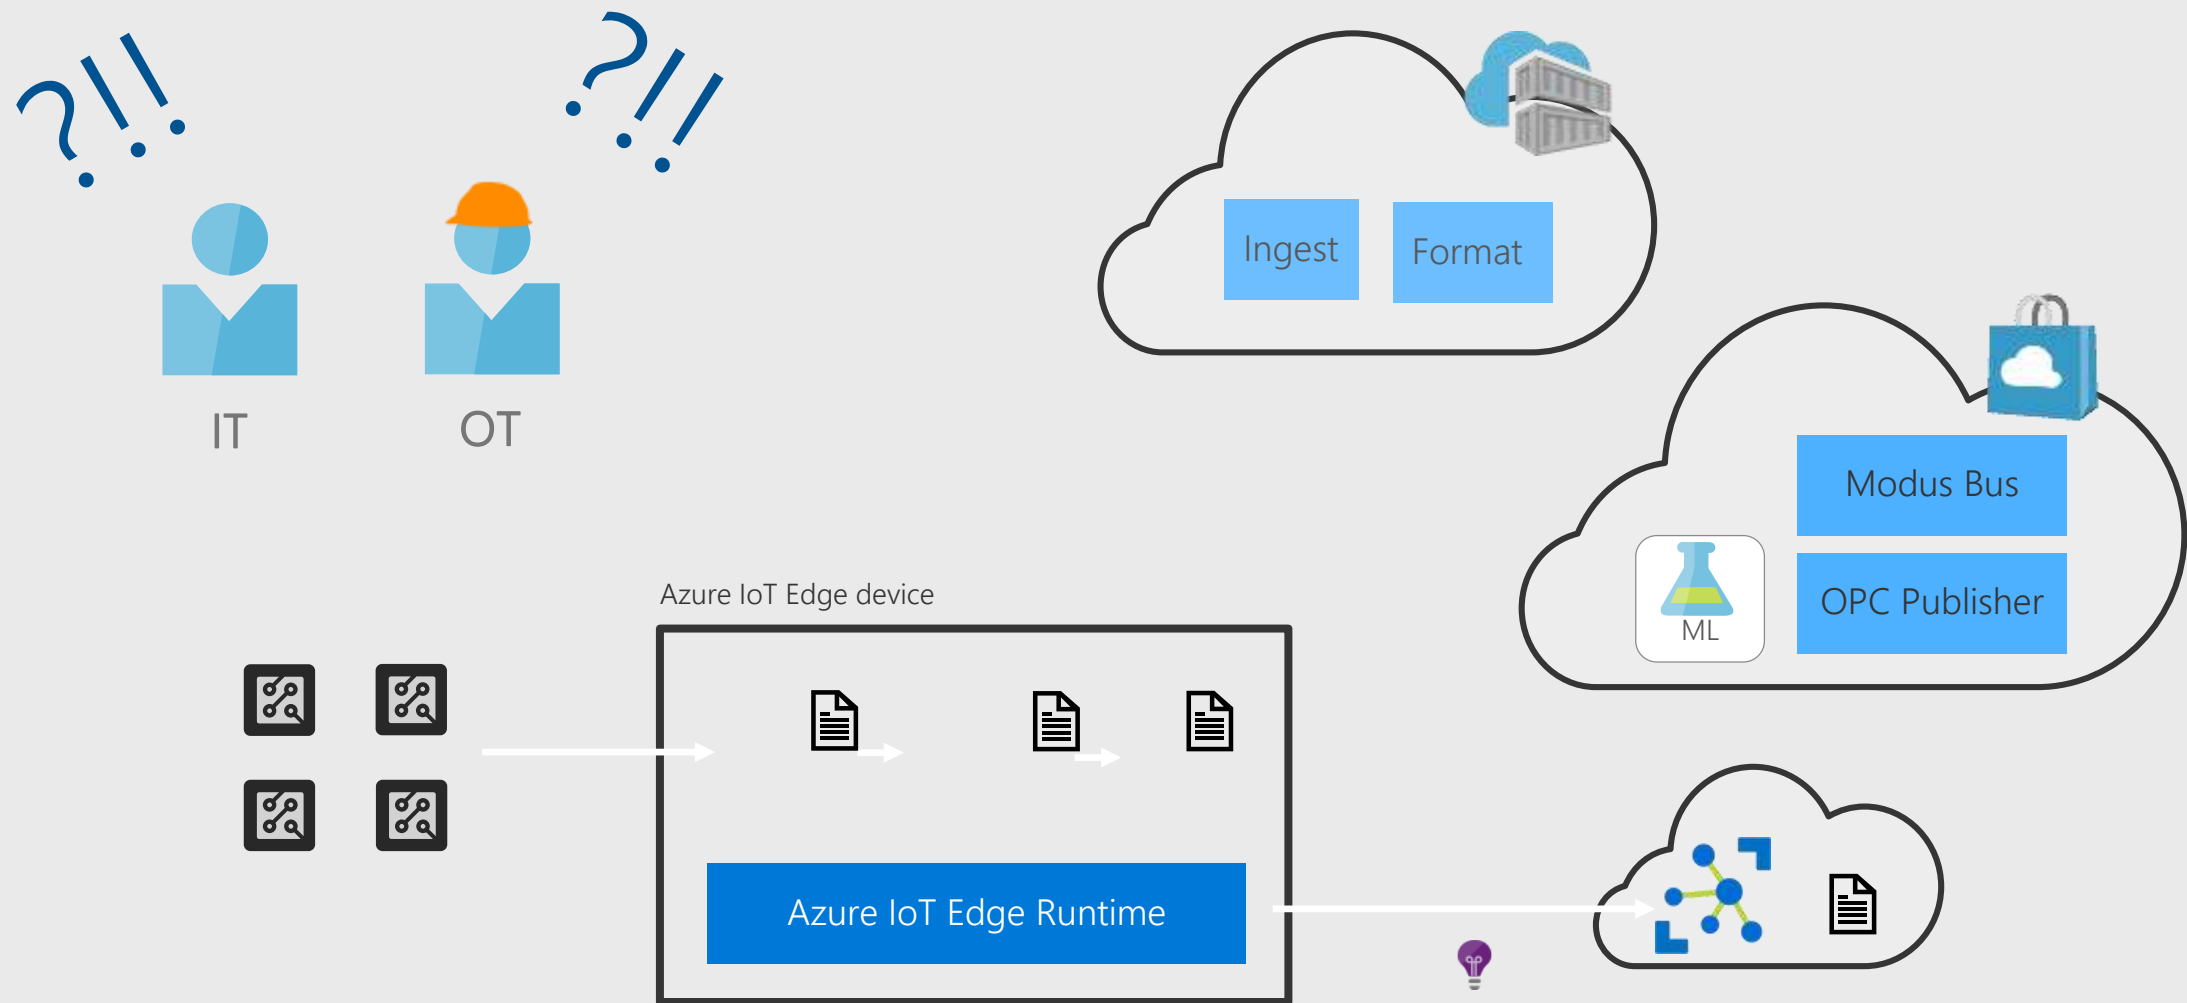 ?!!
?!!
IT
OT
Ingest
Format
Modus Bus
OPC Publisher
ML
Azure IoT Edge device
Azure IoT Edge Runtime